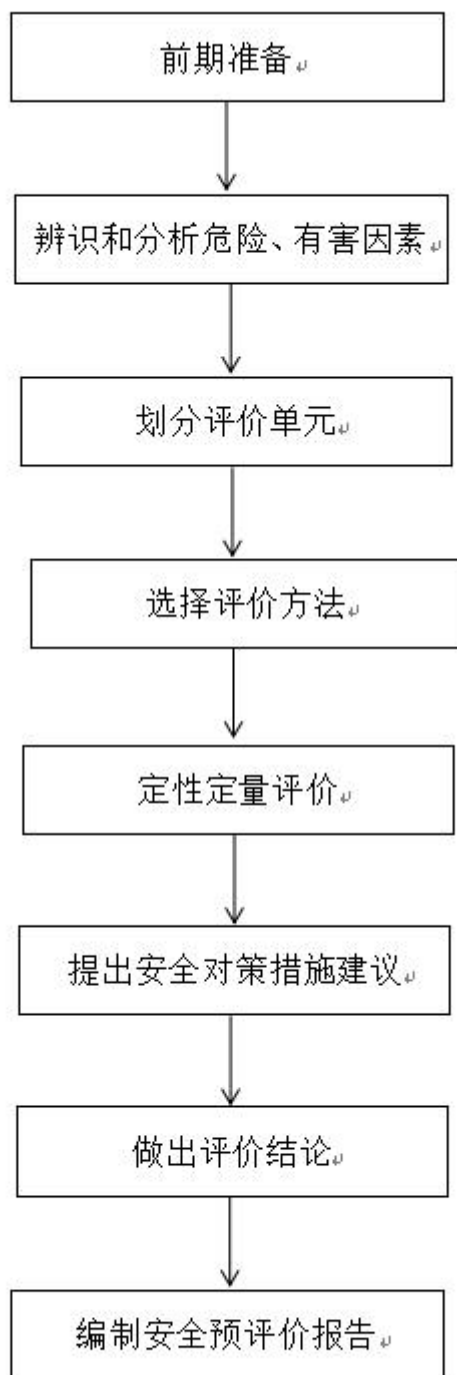 前期准备
辨识和分析危险、有害因素
划分评价单元
选择评价方法
定性定量评价
提出安全对策措施建议
做出评价结论
编制安全预评价报告